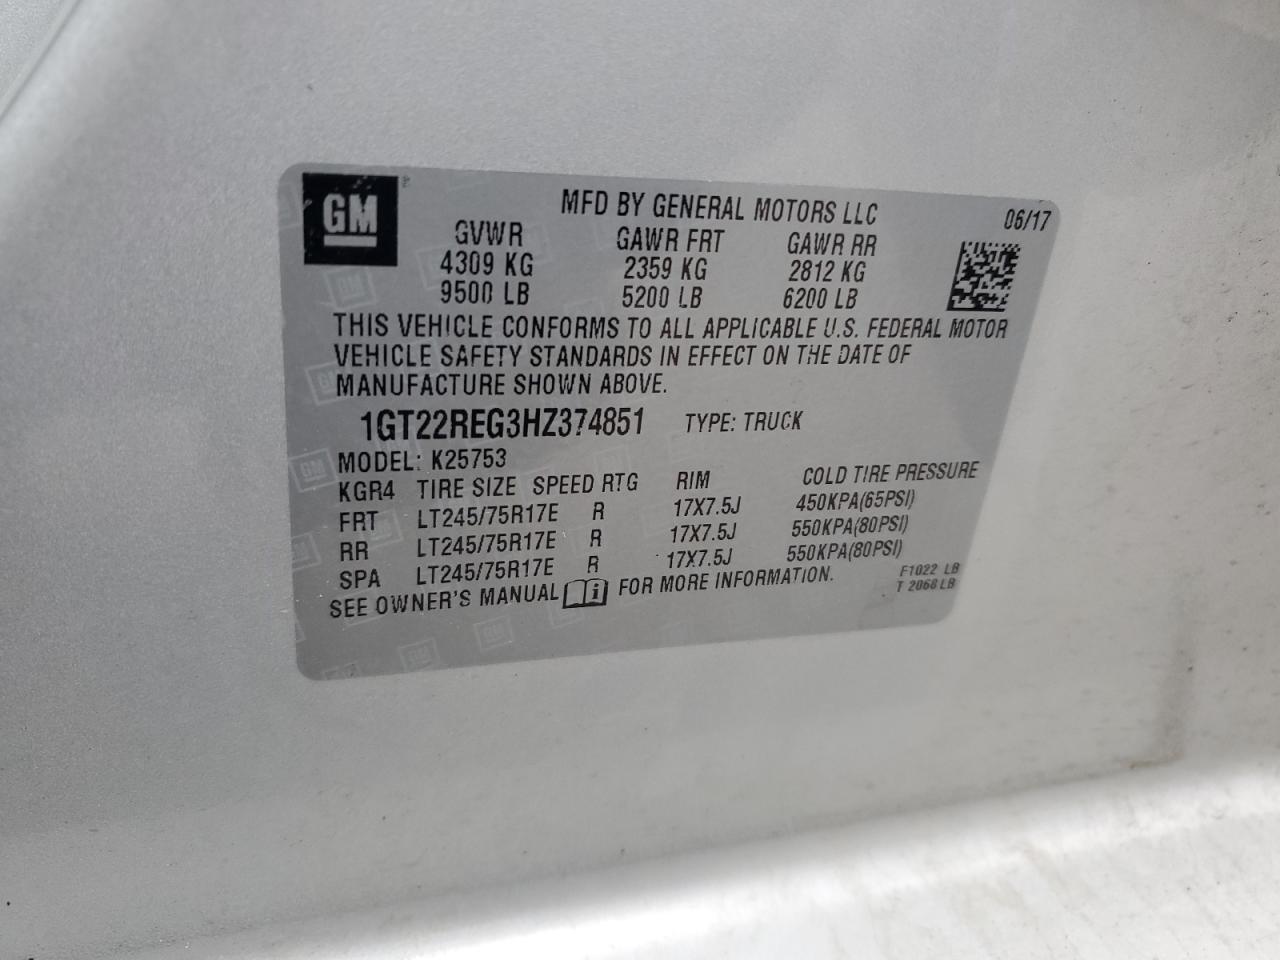 GM
MFD BY GENERAL MOTORS LLC 06/17
GVWR GAWR FRT GAWR RR
4309 KG 2359 KG 2812 KG
9500 LB 5200 LB 6200 LB
THIS VEHICLE CONFORMS TO ALL APPLICABLE U.S. FEDERAL MOTOR
VEHICLE SAFETY STANDARDS IN EFFECT ON THE DATE OF
MANUFACTURE SHOWN ABOVE.
1GT22REG3HZ374851 TYPE: TRUCK
MODEL: K25753
KGR4 TIRE SIZE SPEED RTG RIM COLD TIRE PRESSURE
FRT LT245/75R17E R 17X7.5J 450KPA(65PSI)
RR LT245/75R17E R 17X7.5J 550KPA(80PSI)
SPA LT245/75R17E R 17X7.5J 550KPA(80PSI)
SEE OWNER'S MANUAL i FOR MORE INFORMATION.
F1022 LB
T 2068 LB